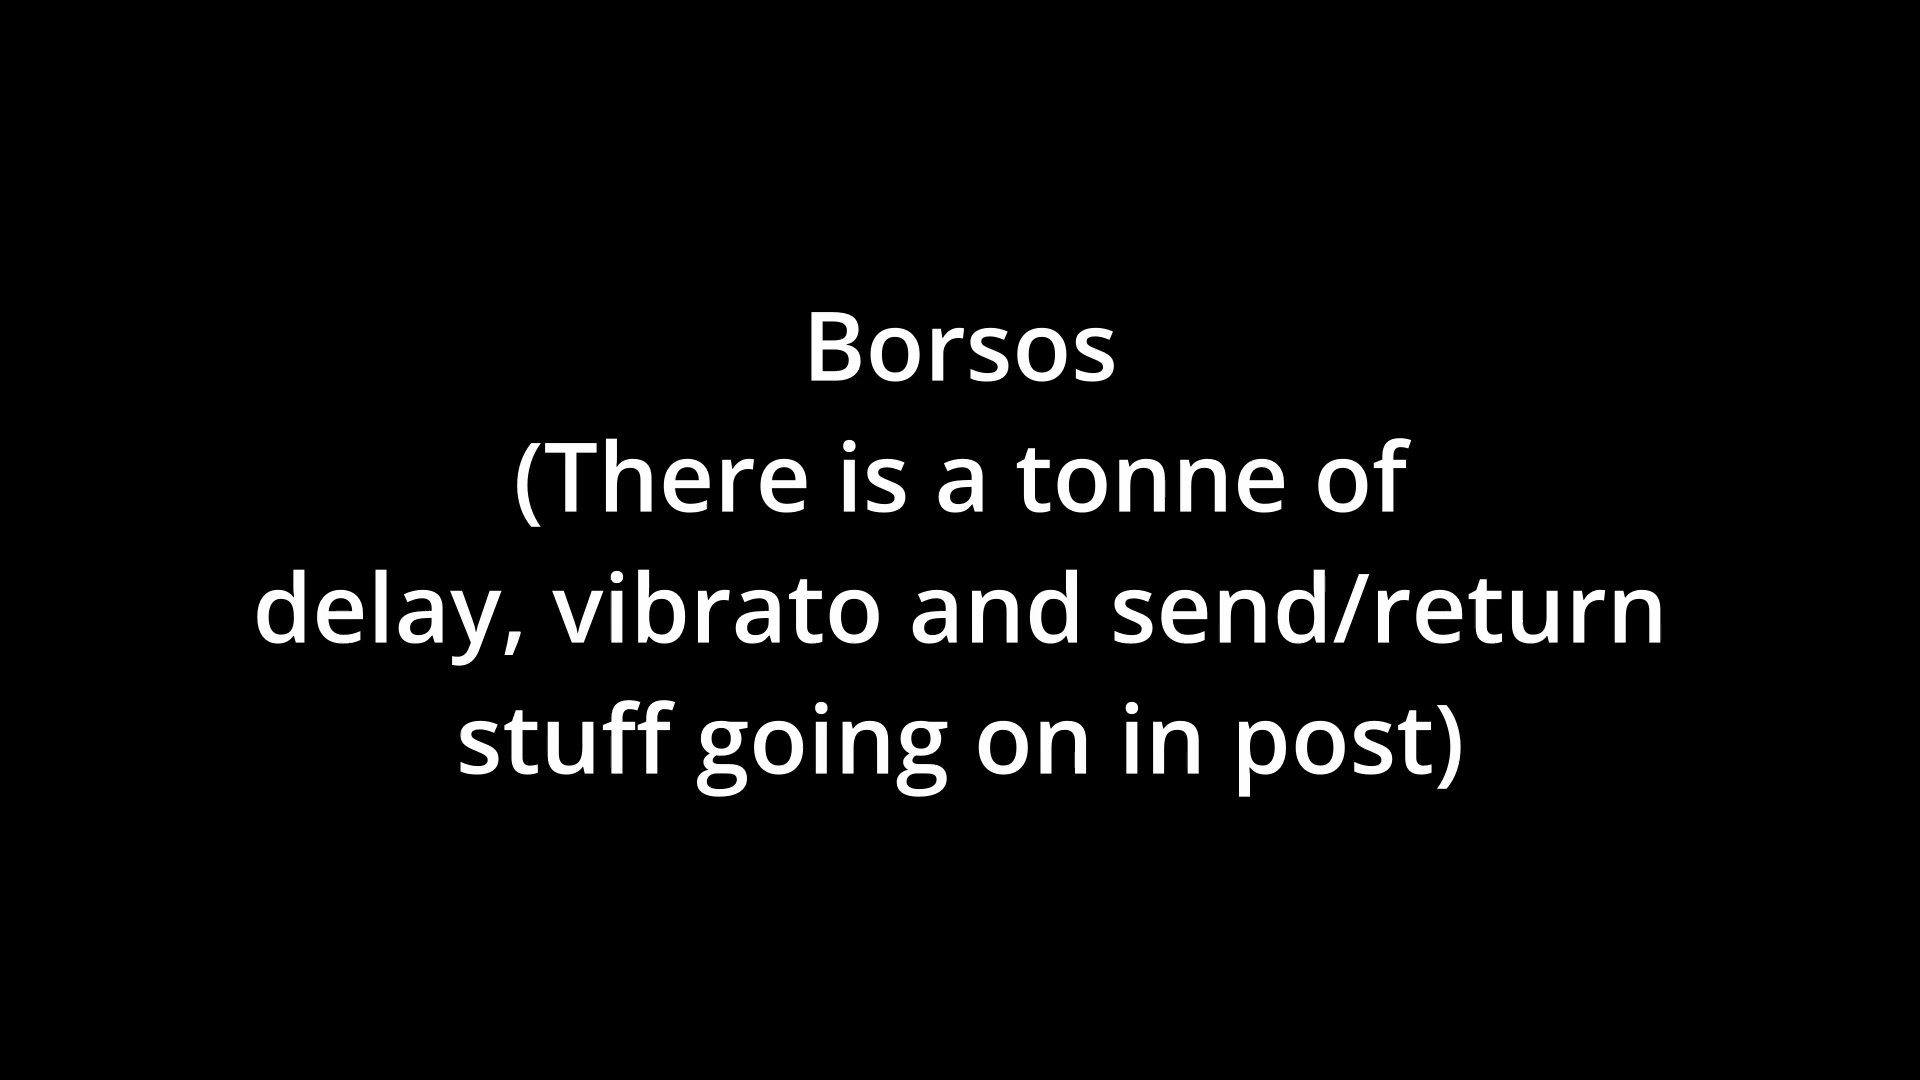 Borsos
(There is a tonne of
delay, vibrato and send/return
stuff going on in post)